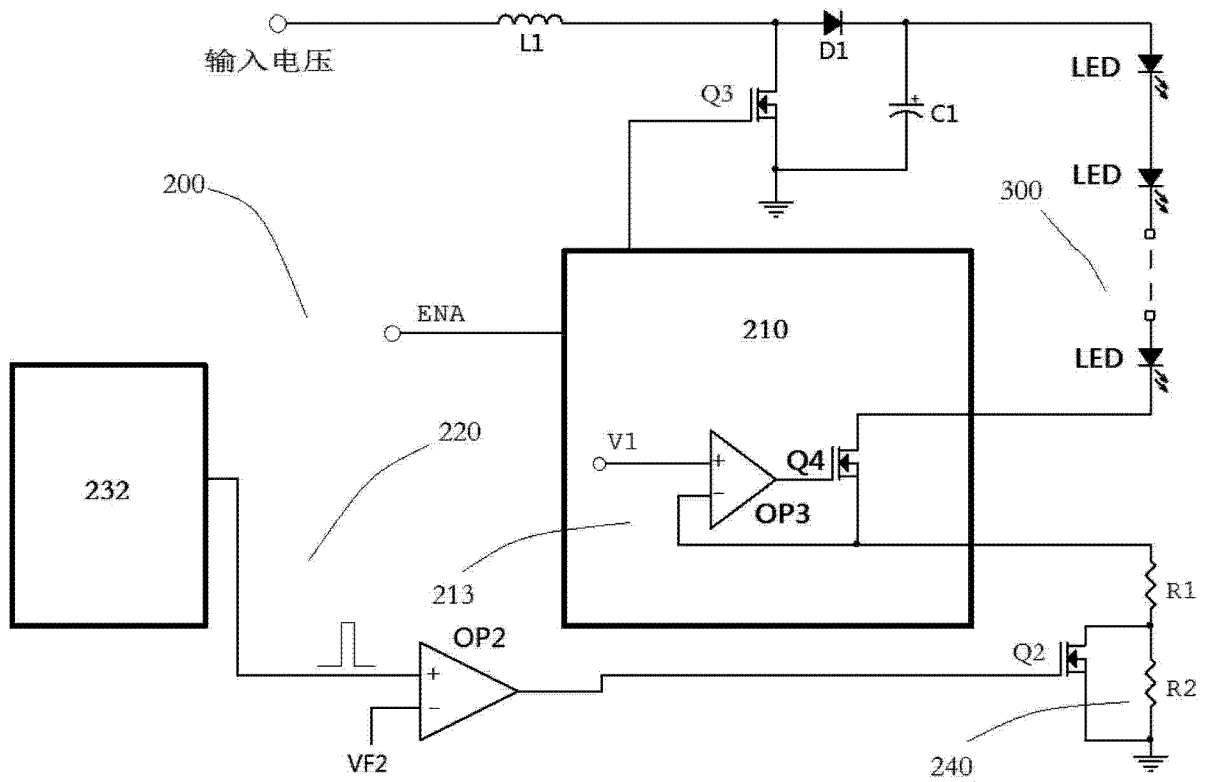 L1
D1
输入电压
LED
Q3
+
C1
LED
200
300
ENA
210
LED
220
V1
+
Q4
232
−
OP3
213
R1
OP2
Q2
+
R2
−
VF2
240